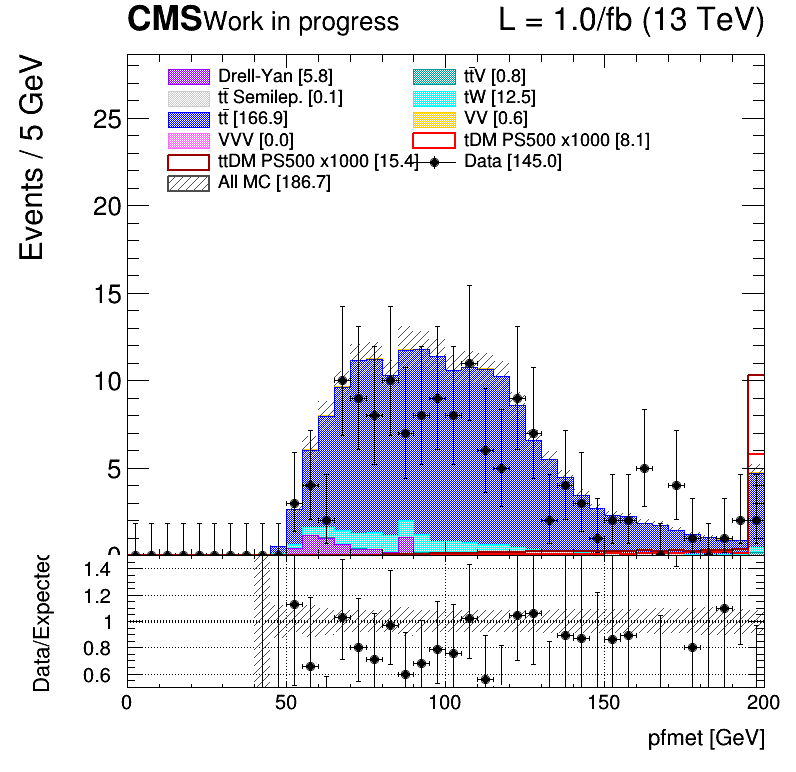 CMS Work in progress L = 1.0/fb (13 TeV)
Events / 5 GeV
Drell-Yan [5.8] tt̄V [0.8]
tt̄ Semilep. [0.1] tW [12.5]
tt̄ [166.9] VV [0.6]
VVV [0.0] tDM PS500 x1000 [8.1]
ttDM PS500 x1000 [15.4] Data [145.0]
All MC [186.7]
25
20
15
10
5
0
Data/Expected
1.4
1.2
1
0.8
0.6
0 50 100 150 200
pfmet [GeV]